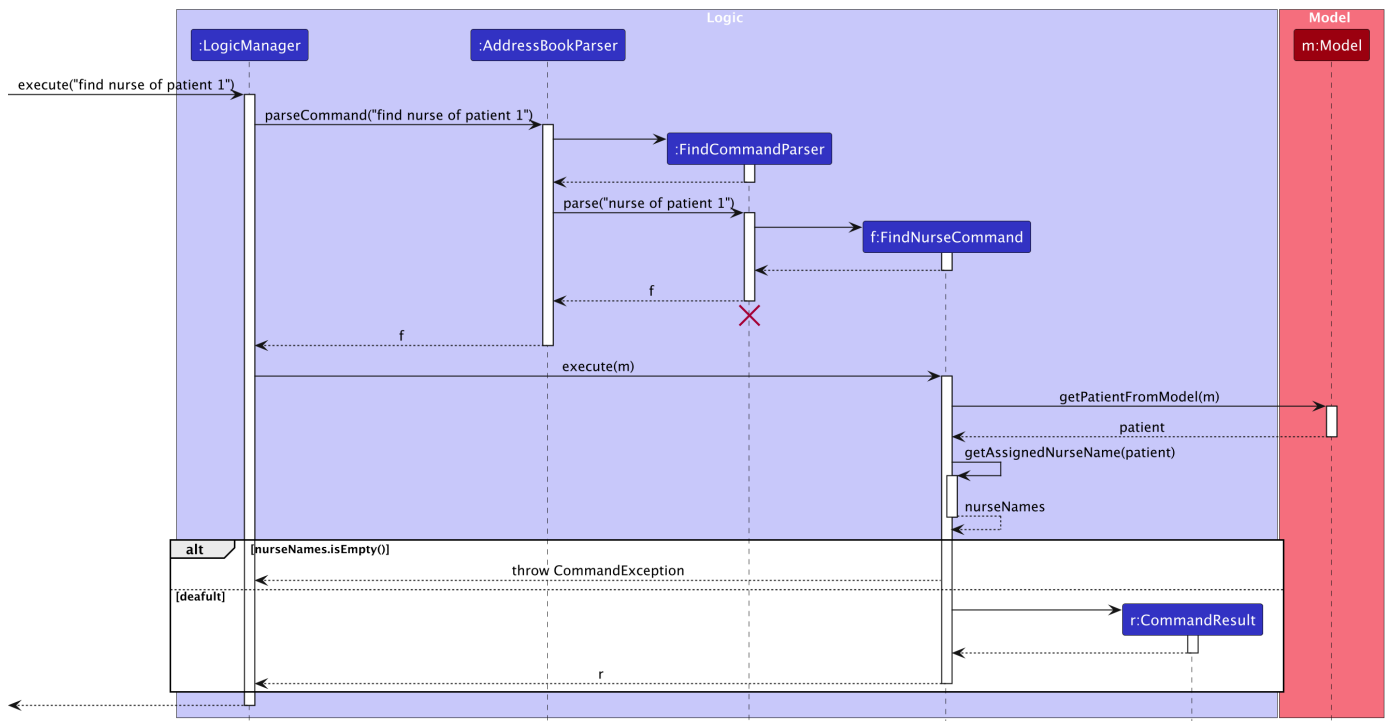 Logic
Model
:LogicManager
:AddressBookParser
m:Model
execute("find nurse of patient 1")
parseCommand("find nurse of patient 1")
:FindCommandParser
parse("nurse of patient 1")
f:FindNurseCommand
f
f
execute(m)
getPatientFromModel(m)
patient
getAssignedNurseName(patient)
nurseNames
alt
[nurseNames.isEmpty()]
throw CommandException
[deafult]
r:CommandResult
r